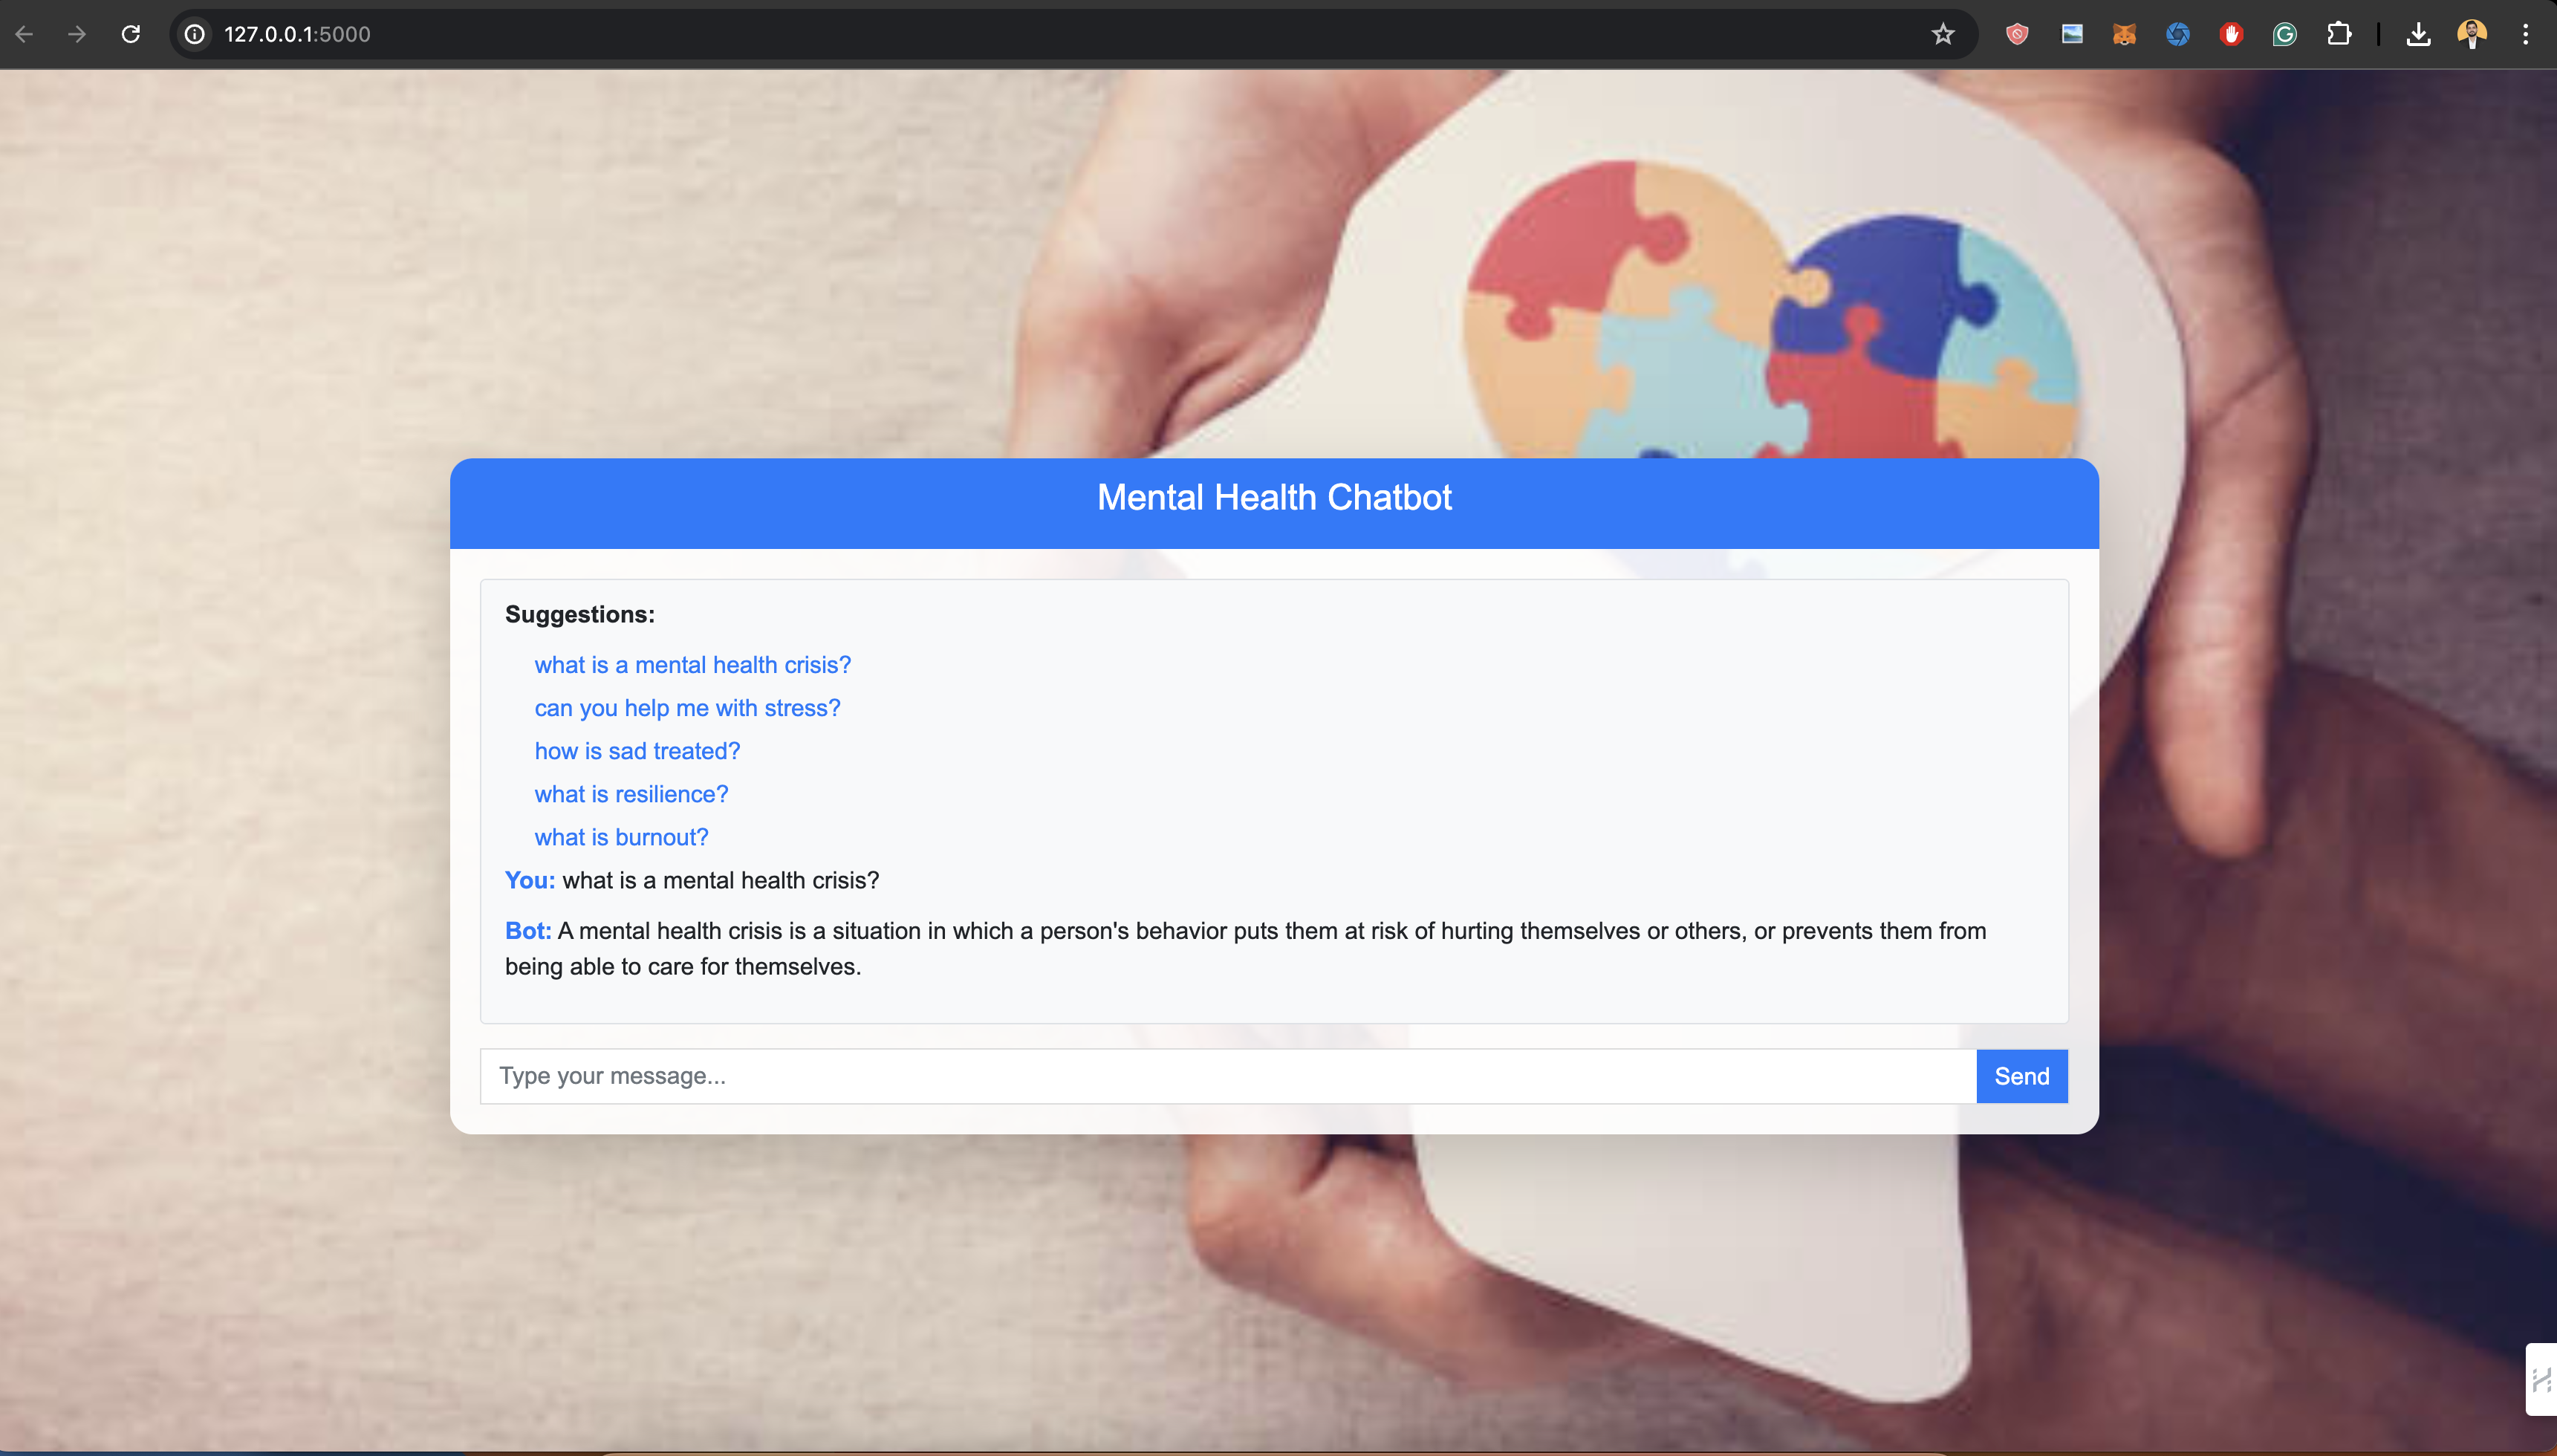 127.0.0.1:5000
Mental Health Chatbot
Suggestions:
what is a mental health crisis?
can you help me with stress?
how is sad treated?
what is resilience?
what is burnout?
You: what is a mental health crisis?
Bot: A mental health crisis is a situation in which a person's behavior puts them at risk of hurting themselves or others, or prevents them from
being able to care for themselves.
Type your message...
Send